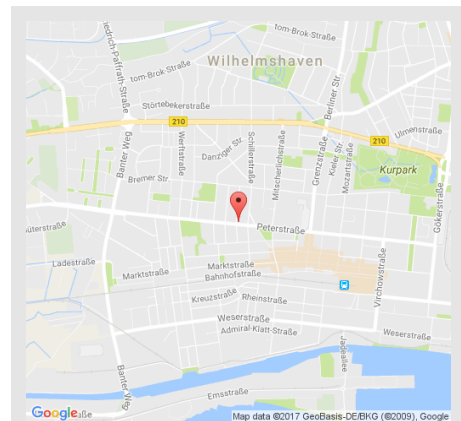 tom-Brok-Straße
Wilhelmshaven
tom-Brok-Straße
Berliner Str.
Störtebekerstraße
210
Ulmenstraße
210
Banter Weg
Werftstraße
Danziger Str.
Schillerstraße
Mitscherlichstraße
Grenzstraße
Kieler Str.
Mozartstraße
Kurpark
Bremer Str.
Gökerstraße
Peterstraße
Ladestraße
Marktstraße
Marktstraße
Bahnhofstraße
Virchowstraße
Kreuzstraße
Rheinstraße
Weserstraße
Admiral-Klatt-Straße
Weserstraße
Jadeallee
Banter Weg
Emsstraße
Google
Map data ©2017 GeoBasis-DE/BKG (©2009), Google